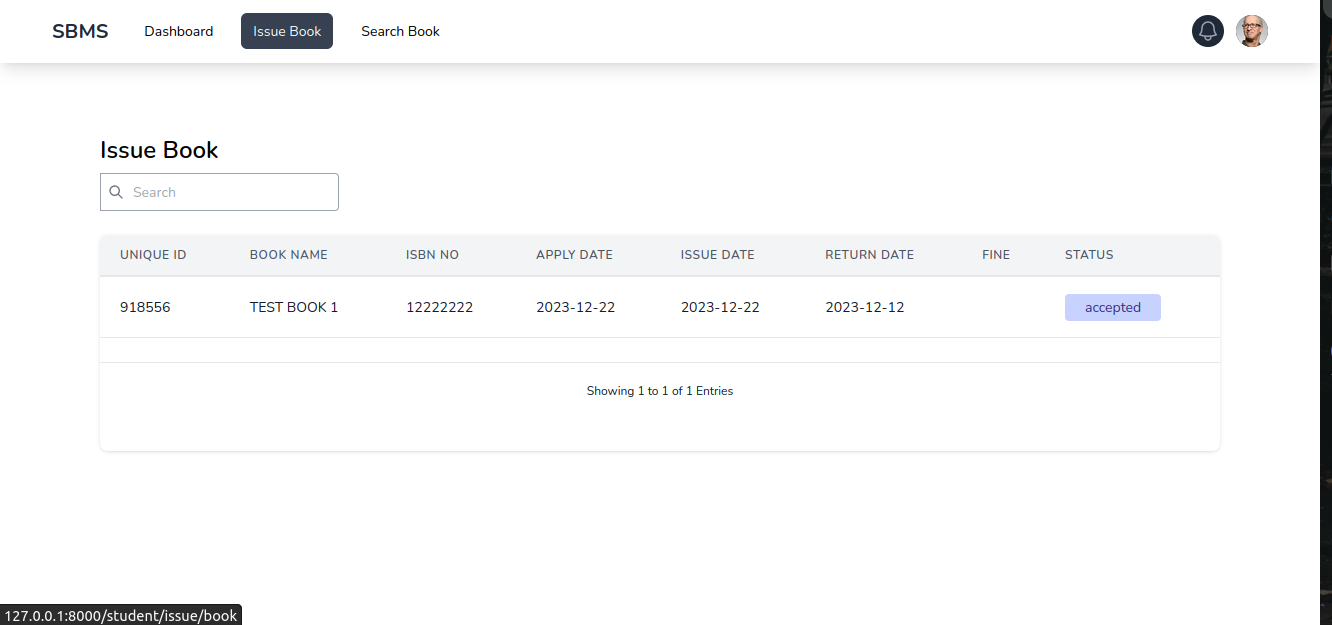 SBMS Dashboard Issue Book Search Book
Issue Book
Search
UNIQUE ID BOOK NAME ISBN NO APPLY DATE ISSUE DATE RETURN DATE FINE STATUS
918556 TEST BOOK 1 12222222 2023-12-22 2023-12-22 2023-12-12 accepted
Showing 1 to 1 of 1 Entries
127.0.0.1:8000/student/issue/book